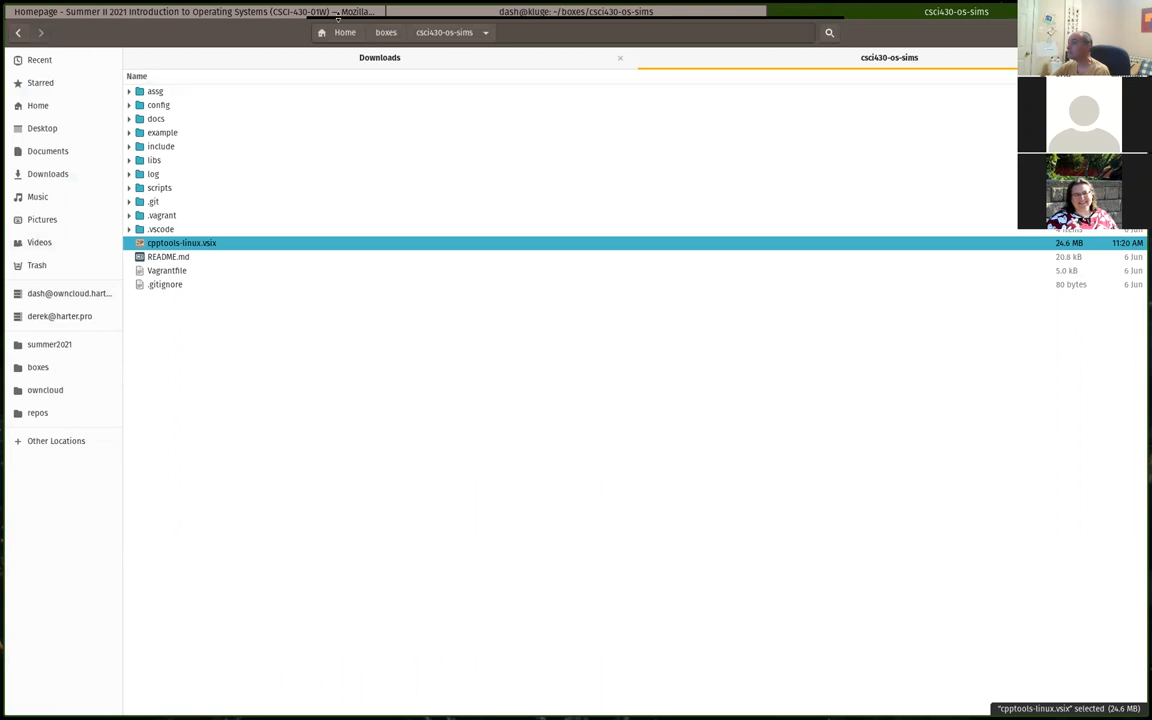 Homepage - Summer II 2021 Introduction to Operating Systems (CSCI-430-01W) — Mozilla...
dash@kluge: ~/boxes/csci430-os-sims
csci430-os-sims
Home
boxes
csci430-os-sims
Downloads
csci430-os-sims
Name
Recent
Starred
Home
Desktop
Documents
Downloads
Music
Pictures
Videos
Trash
dash@owncloud.hart...
derek@harter.pro
summer2021
boxes
owncloud
repos
Other Locations
assg
config
docs
example
include
libs
log
scripts
.git
.vagrant
.vscode
cpptools-linux.vsix 24.6 MB 11:20 AM
README.md 20.8 kB 6 Jun
Vagrantfile 5.0 kB 6 Jun
.gitignore 80 bytes 6 Jun
"cpptools-linux.vsix" selected (24.6 MB)